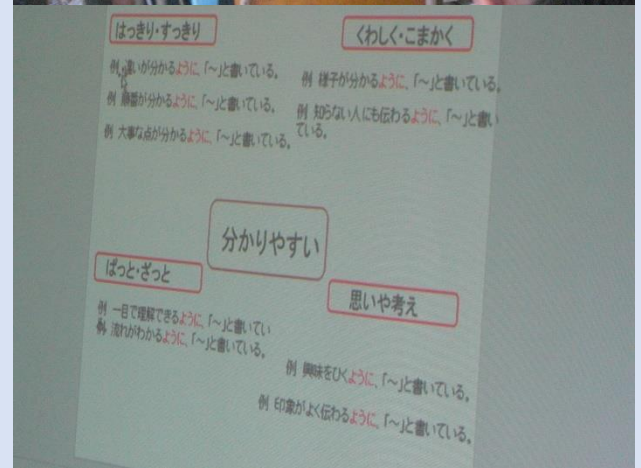 はっきり・すっきり
例 違いが分かるように、「～」と書いている。
例 順番が分かるように、「～」と書いている。
例 大事な点が分かるように、「～」と書いている。
くわしく・こまかく
例 様子が分かるように、「～」と書いている。
例 知らない人にも伝わるように、「～」と書い
ている。
分かりやすい
ぱっと・ざっと
例 一目で理解できるように、「～」と書いてい
例 流れがわかるように、「～」と書いている。
思いや考え
例 興味をひくように、「～」と書いている。
例 印象がよく伝わるように、「～」と書いている。